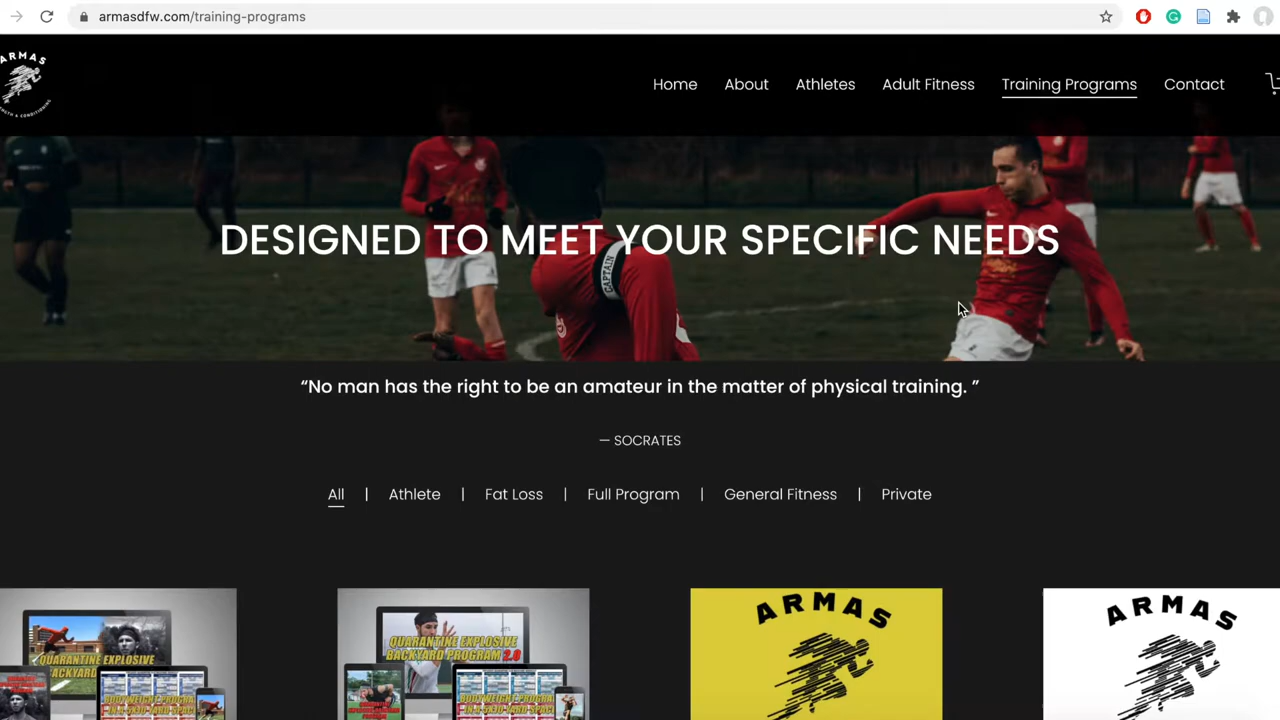 armasdfw.com/training-programs
ARMAS
Home About Athletes Adult Fitness Training Programs Contact
DESIGNED TO MEET YOUR SPECIFIC NEEDS
CAPTAIN
“No man has the right to be an amateur in the matter of physical training. ”
— SOCRATES
All | Athlete | Fat Loss | Full Program | General Fitness | Private
QUARANTINE EXPLOSIVE
QUARANTINE EXPLOSIVE
BACKYARD PROGRAM 2.0
ARMAS
ARMAS